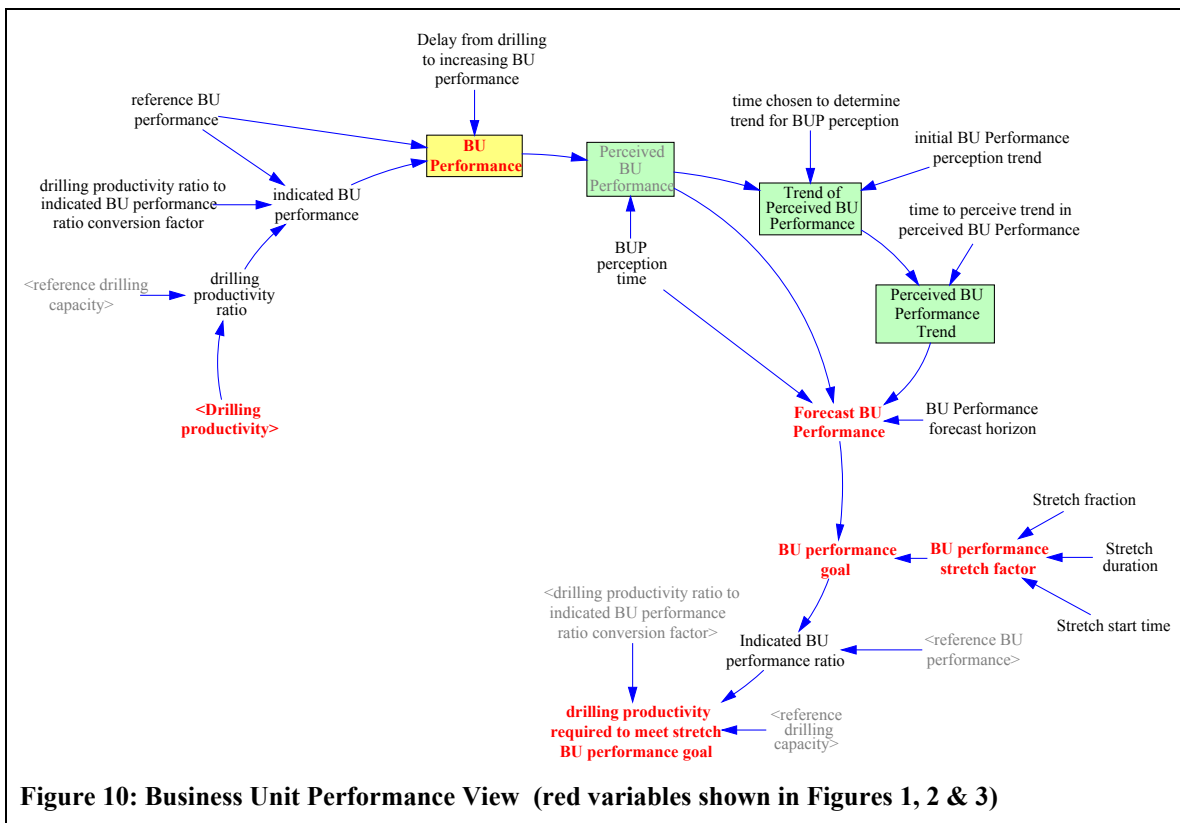 Delay from drilling
to increasing BU
performance
reference BU
performance
time chosen to determine
trend for BUP perception
initial BU Performance
perception trend
BU
Performance
Perceived
BU
Performance
drilling productivity ratio to
indicated BU performance
ratio conversion factor
indicated BU
performance
Trend of
Perceived BU
Performance
time to perceive trend in
perceived BU Performance
BUP
perception
time
<reference drilling
capacity>
drilling
productivity
ratio
Perceived BU
Performance
Trend
<Drilling
productivity>
Forecast BU
Performance
BU Performance
forecast horizon
Stretch fraction
BU performance
goal
BU performance
stretch factor
Stretch
duration
Stretch start time
<drilling productivity ratio to
indicated BU performance
ratio conversion factor>
Indicated BU
performance ratio
<reference BU
performance>
drilling productivity
required to meet stretch
BU performance goal
<reference
drilling
capacity>
Figure 10: Business Unit Performance View (red variables shown in Figures 1, 2 & 3)